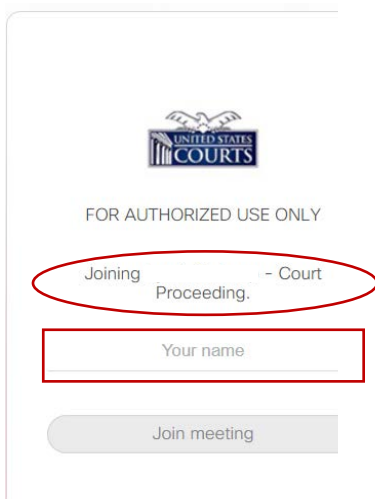 UNITED STATES
COURTS
FOR AUTHORIZED USE ONLY
Joining - Court
Proceeding.
Your name
Join meeting